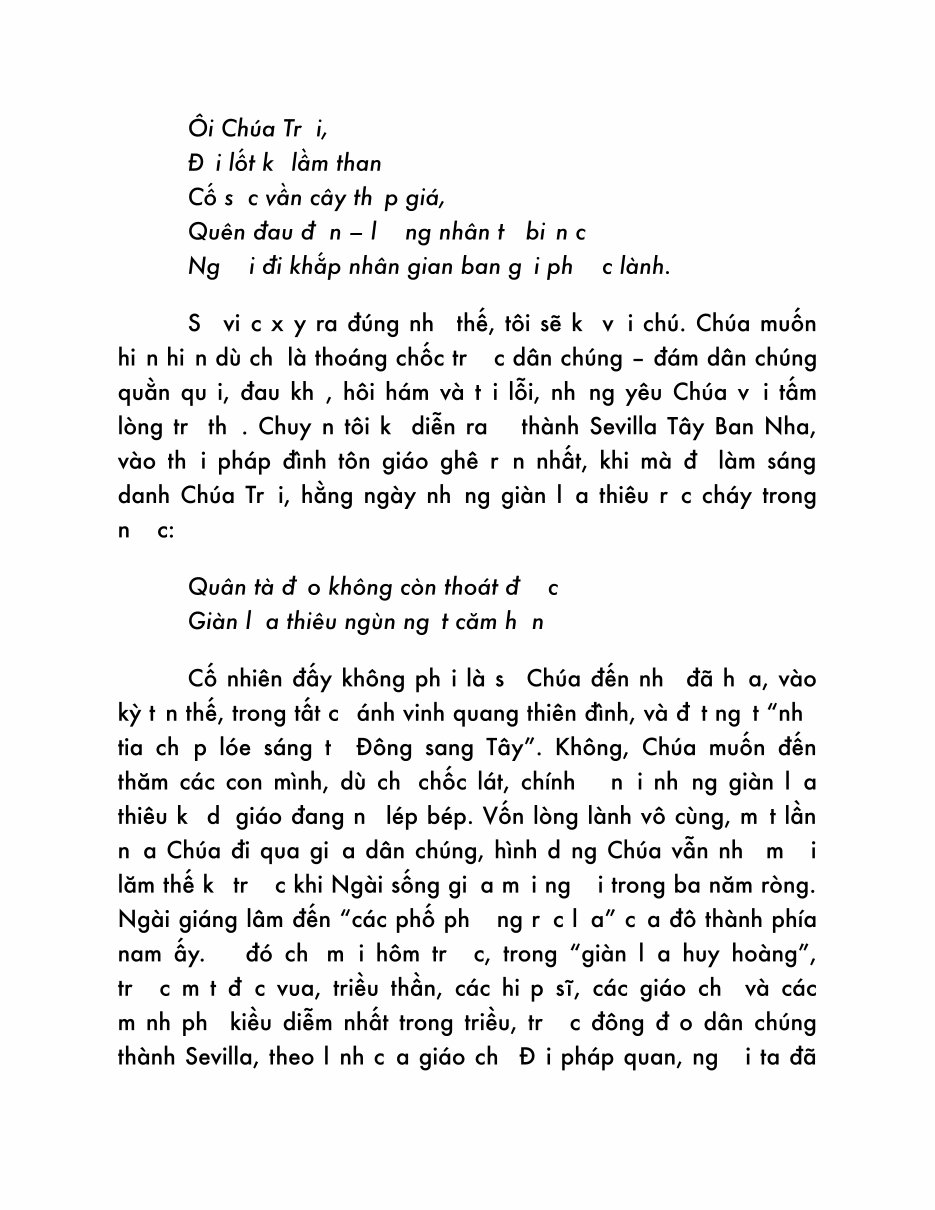 Ôi Chúa Tr i,
Đ i lốt k lầm than
Cố s c vần cây th p giá,
Quên đau đ n – l ng nhân t bi n c
Ng i đi khắp nhân gian ban g i ph c lành.
S vi c x y ra đúng nh thế, tôi sẽ k v i chú. Chúa muốn
hi n hi n dù ch là thoáng chốc tr c dân chúng – đám dân chúng
quằn qu i, đau kh , hôi hám và t i lỗi, nh ng yêu Chúa v i tấm
lòng tr th . Chuy n tôi k diễn ra thành Sevilla Tây Ban Nha,
vào th i pháp đình tôn giáo ghê r n nhất, khi mà đ làm sáng
danh Chúa Tr i, hằng ngày nh ng giàn l a thiêu r c cháy trong
n c:
Quân tà đ o không còn thoát đ c
Giàn l a thiêu ngùn ng t căm h n
Cố nhiên đấy không ph i là s Chúa đến nh đã h a, vào
kỳ t n thế, trong tất c ánh vinh quang thiên đình, và đ t ng t “nh
tia ch p lóe sáng t Đông sang Tây”. Không, Chúa muốn đến
thăm các con mình, dù ch chốc lát, chính n i nh ng giàn l a
thiêu k d giáo đang n lép bép. Vốn lòng lành vô cùng, m t lần
n a Chúa đi qua gi a dân chúng, hình d ng Chúa vẫn nh m i
lăm thế k tr c khi Ngài sống gi a m i ng i trong ba năm ròng.
Ngài giáng lâm đến “các phố ph ng r c l a” c a đô thành phía
nam ấy. đó ch m i hôm tr c, trong “giàn l a huy hoàng”,
tr c m t đ c vua, triều thần, các hi p sĩ, các giáo ch và các
m nh ph kiều diễm nhất trong triều, tr c đông đ o dân chúng
thành Sevilla, theo l nh c a giáo ch Đ i pháp quan, ng i ta đã